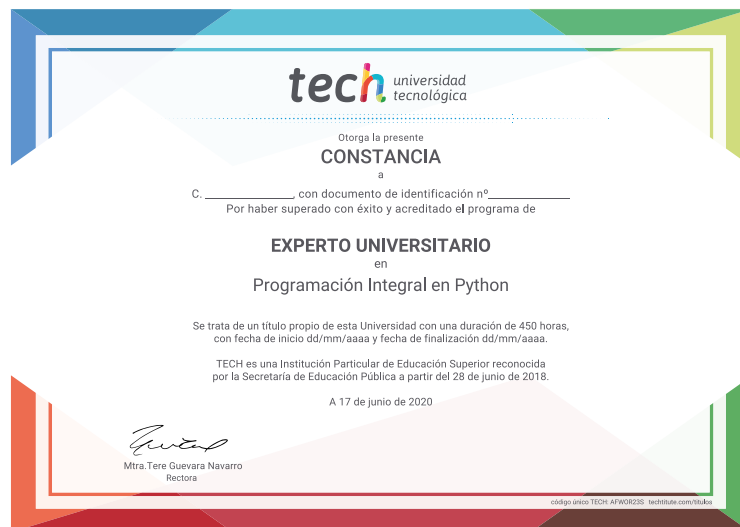 tech universidad
tecnológica
Otorga la presente
CONSTANCIA
a
C. ______________, con documento de identificación nº______________
Por haber superado con éxito y acreditado el programa de
EXPERTO UNIVERSITARIO
en
Programación Integral en Python
Se trata de un título propio de esta Universidad con una duración de 450 horas,
con fecha de inicio dd/mm/aaaa y fecha de finalización dd/mm/aaaa.
TECH es una Institución Particular de Educación Superior reconocida
por la Secretaría de Educación Pública a partir del 28 de junio de 2018.
A 17 de junio de 2020
Mtra.Tere Guevara Navarro
Rectora
código único TECH: AFWOR23S techtitute.com/titulos